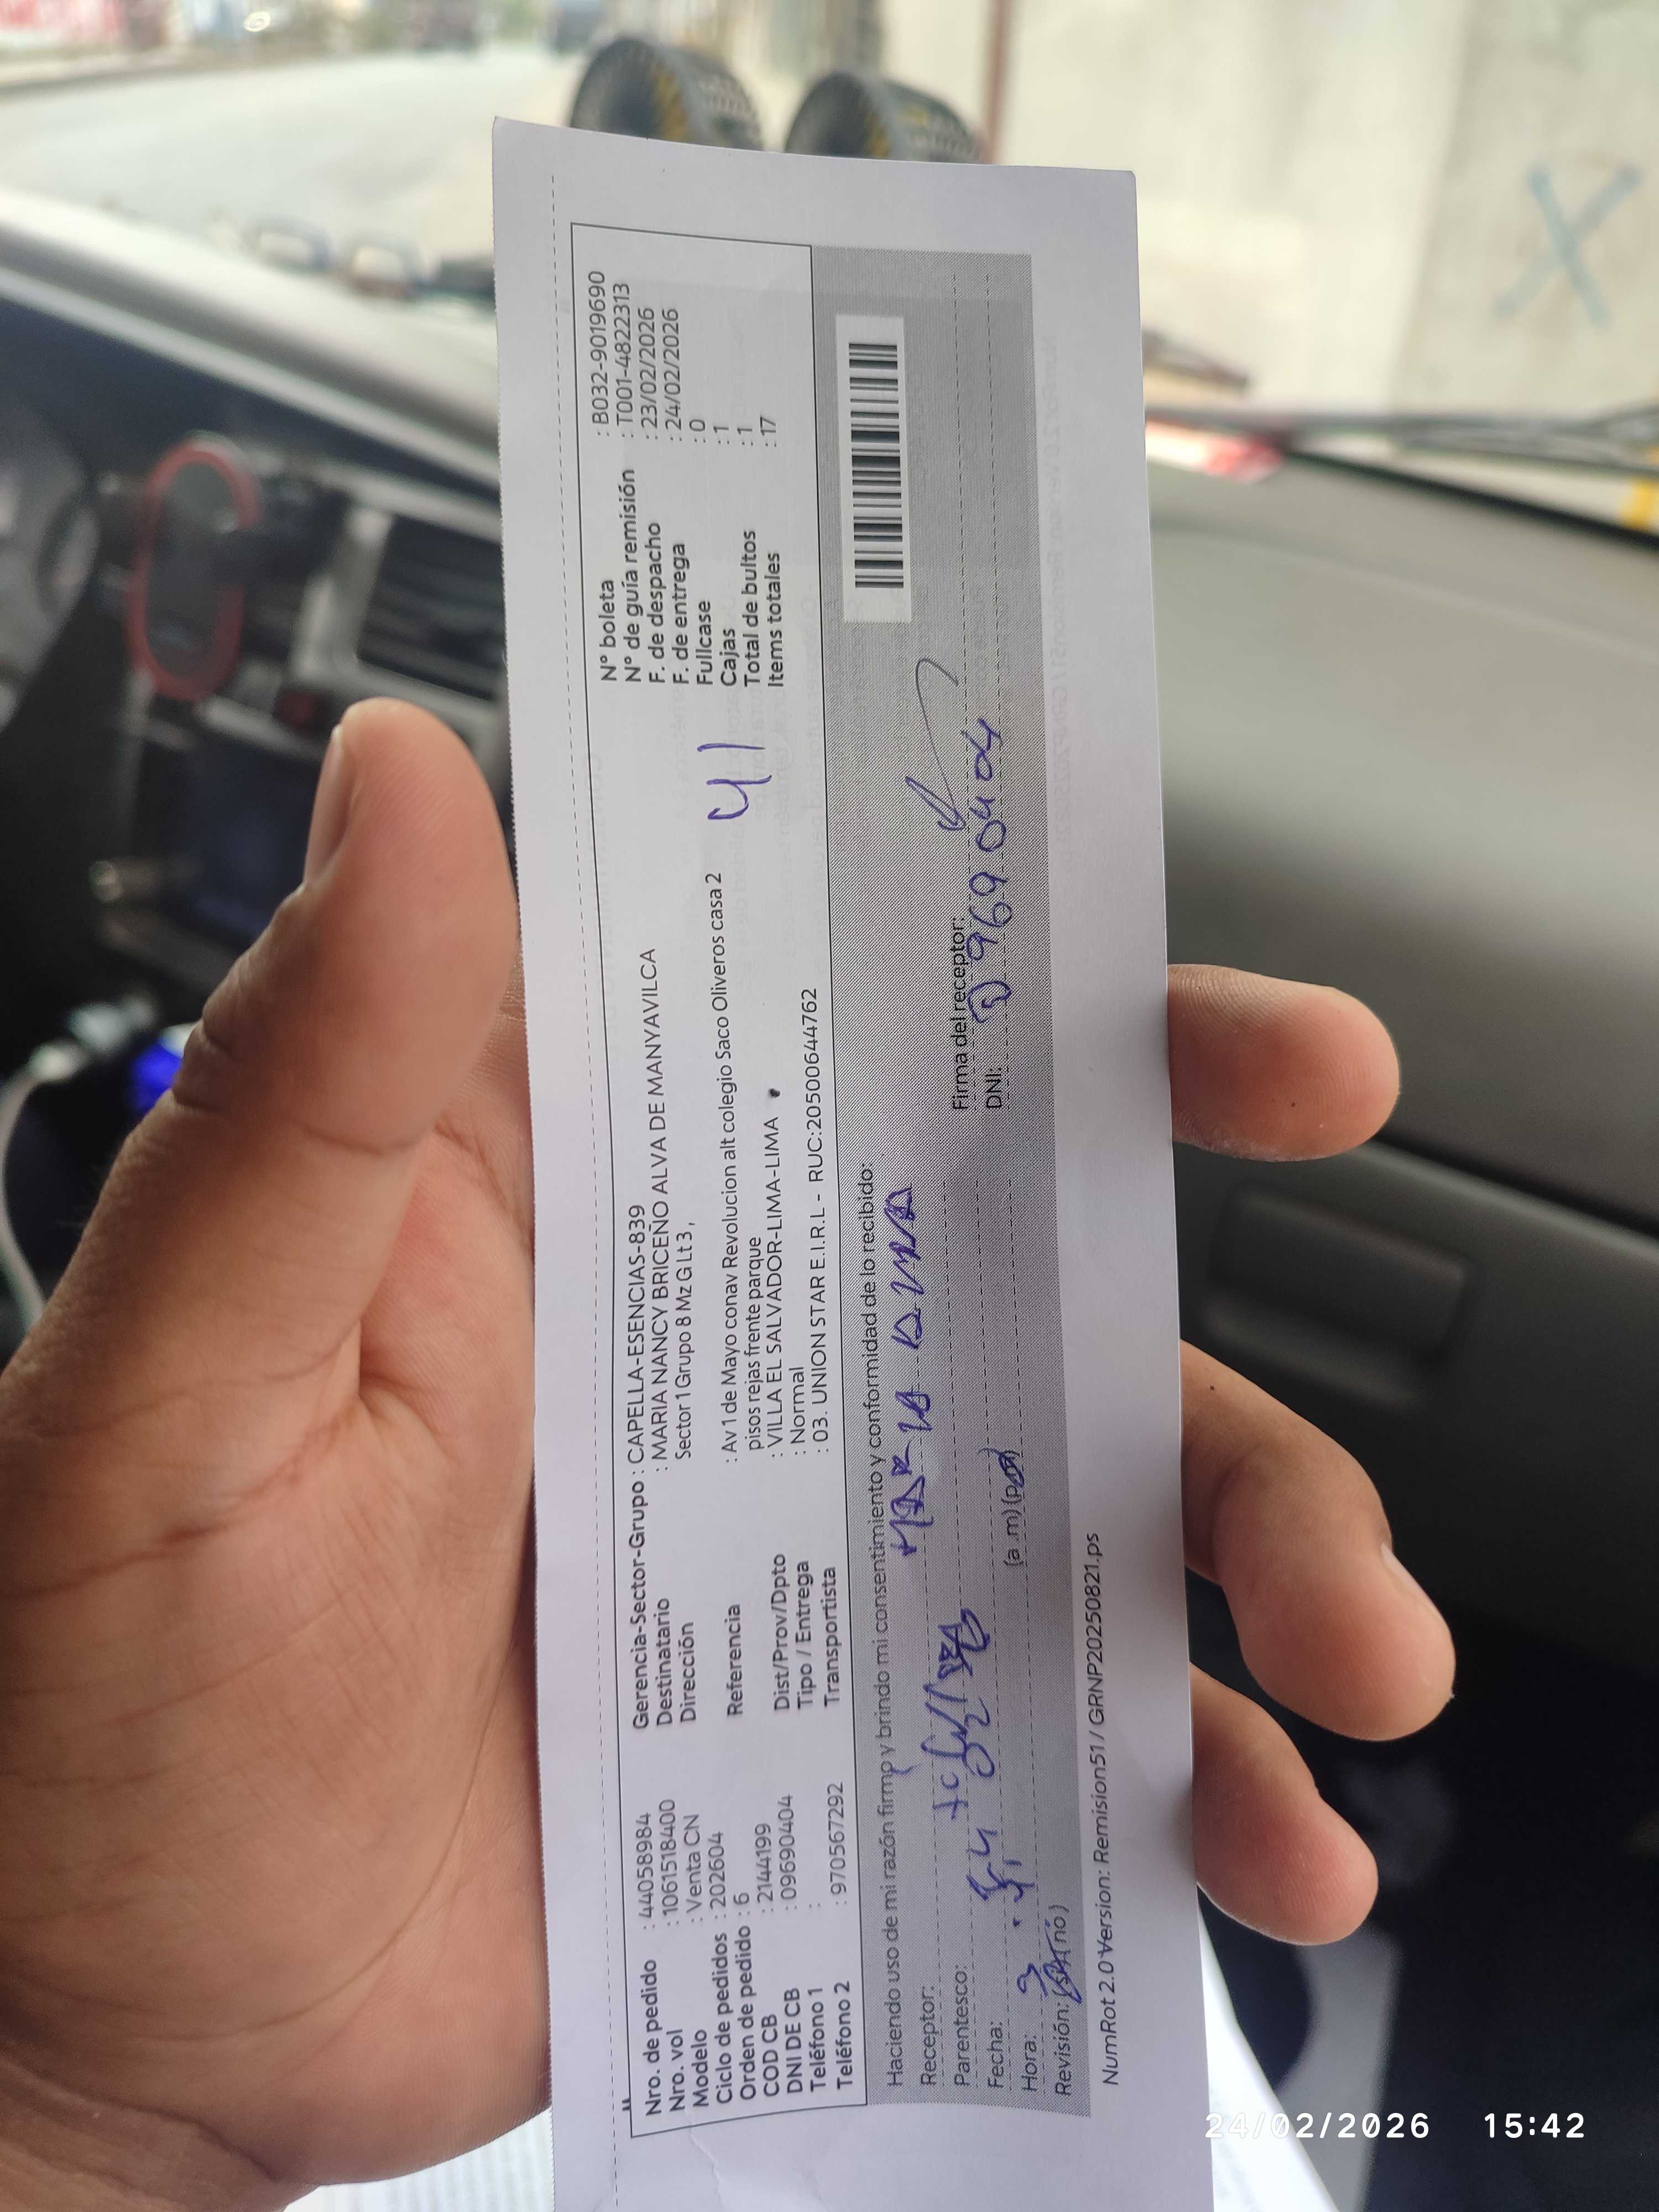 Nro. de pedido : 44058984
Nro. vol : 1061518400
Modelo : Venta CN
Ciclo de pedidos : 202604
Orden de pedido : 6
COD CB : 2144199
DNI DE CB : 09690404
Teléfono 1 :
Teléfono 2 : 970567292
Gerencia-Sector-Grupo : CAPELLA-ESENCIAS-839
Destinatario : MARIA NANCY BRICEÑO ALVA DE MANYAVILCA
Dirección Sector 1 Grupo 8 Mz G Lt 3,
Referencia : Av 1 de Mayo conav Revolucion alt colegio Saco Oliveros casa 2
pisos rejas frente parque
Dist/Prov/Dpto : VILLA EL SALVADOR-LIMA-LIMA
Tipo / Entrega : Normal
Transportista : 03. UNION STAR E.I.R.L - RUC:20500644762
41
N° boleta : B032-9019690
N° de guía remisión : T001-4822313
F. de despacho : 23/02/2026
F. de entrega : 24/02/2026
Fullcase : 0
Cajas : 1
Total de bultos : 1
Items totales : 17
Haciendo uso de mi razón firmo y brindo mi consentimiento y conformidad de lo recibido:
Receptor:
Parentesco:
Fecha:
Hora: (a m) (p m)
Revisión: (si) (no)
Firma del receptor:
DNI: 09690404
NumRot 2.0 Version: Remision51 / GRNP20250821.ps
24/02/2026 15:42